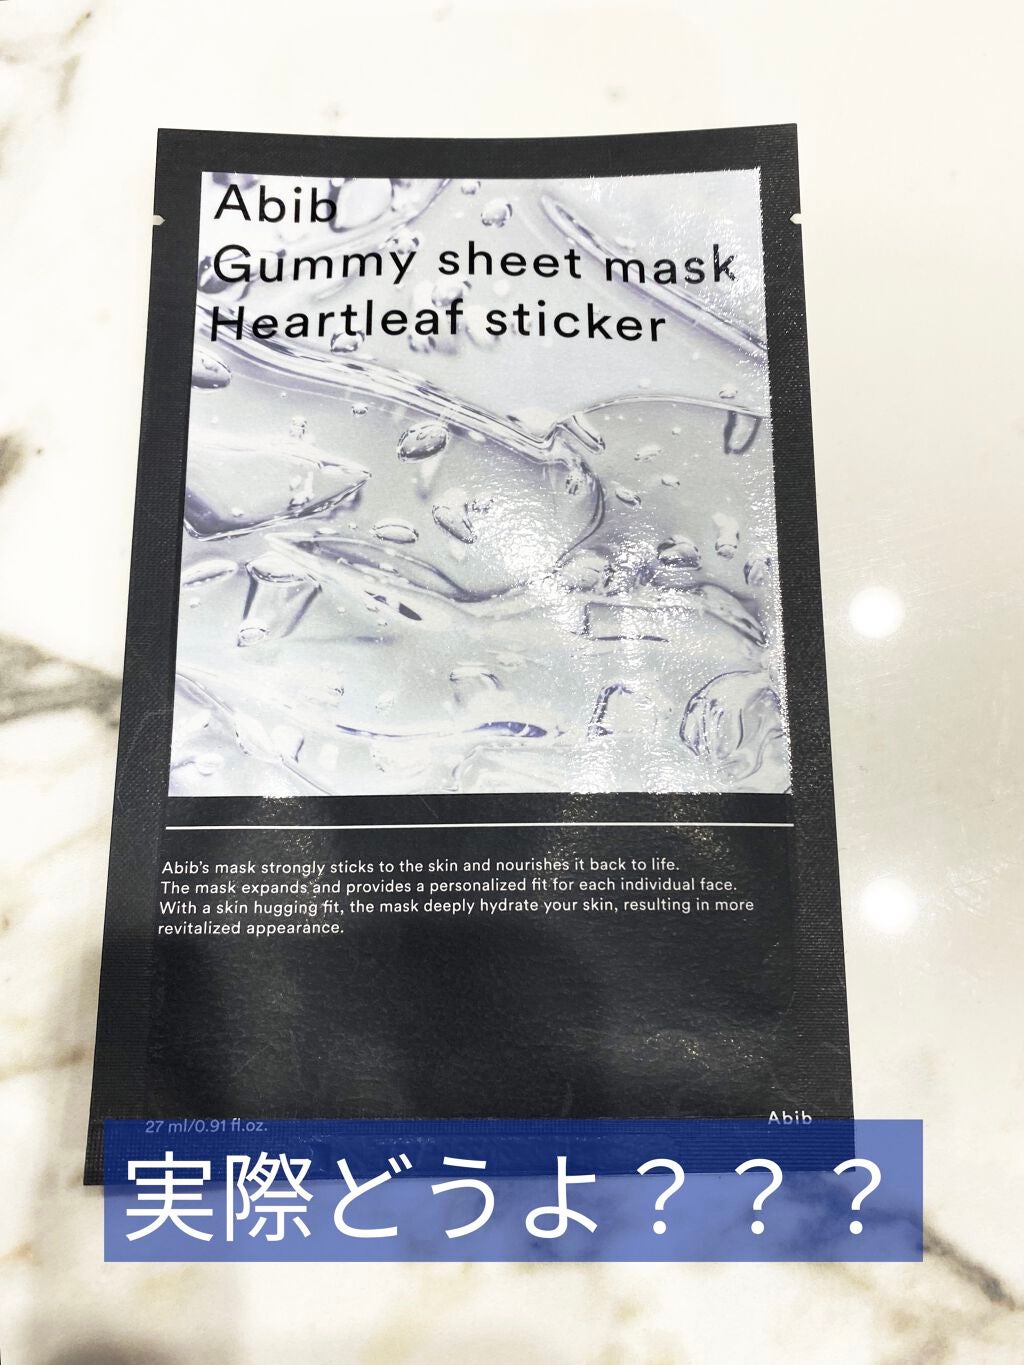 Abib
Gummy sheet mask
Heartleaf sticker
Abib's mask strongly sticks to the skin and nourishes it back to life.
The mask expands and provides a personalized fit for each individual face.
With a skin hugging fit, the mask deeply hydrate your skin, resulting in more
revitalized appearance.
27 ml/0.91 fl.oz.
Abib
実際どうよ？？？